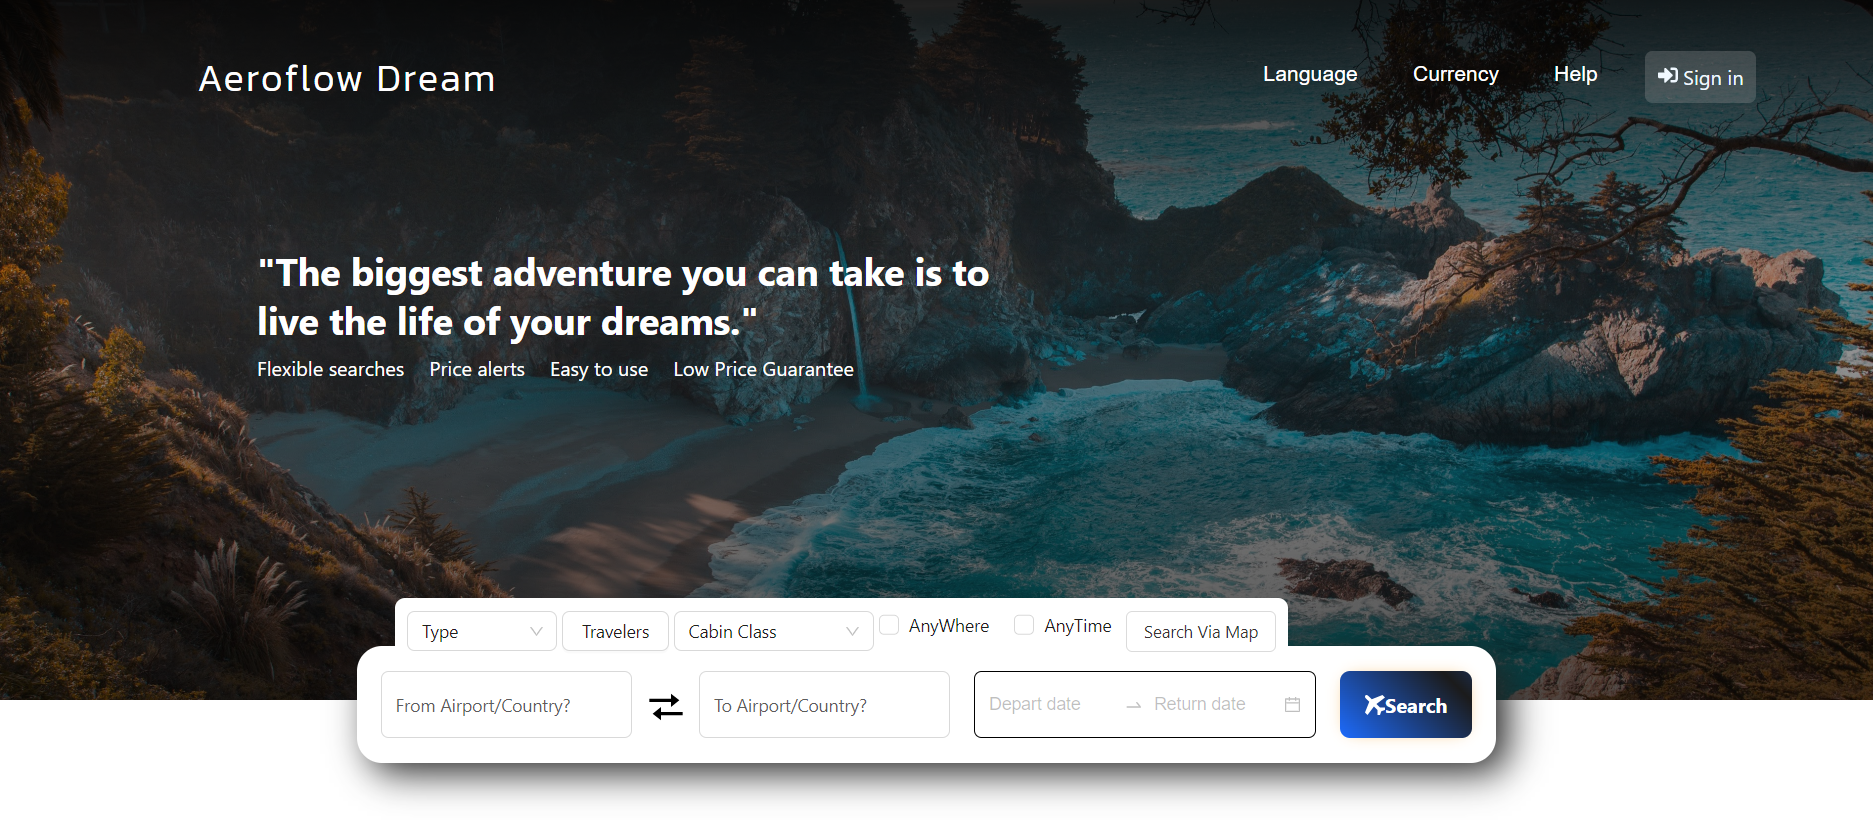 Aeroflow Dream
Language Currency Help Sign in
"The biggest adventure you can take is to
live the life of your dreams."
Flexible searches Price alerts Easy to use Low Price Guarantee
Type Travelers Cabin Class AnyWhere AnyTime Search Via Map
From Airport/Country? To Airport/Country? Depart date Return date Search